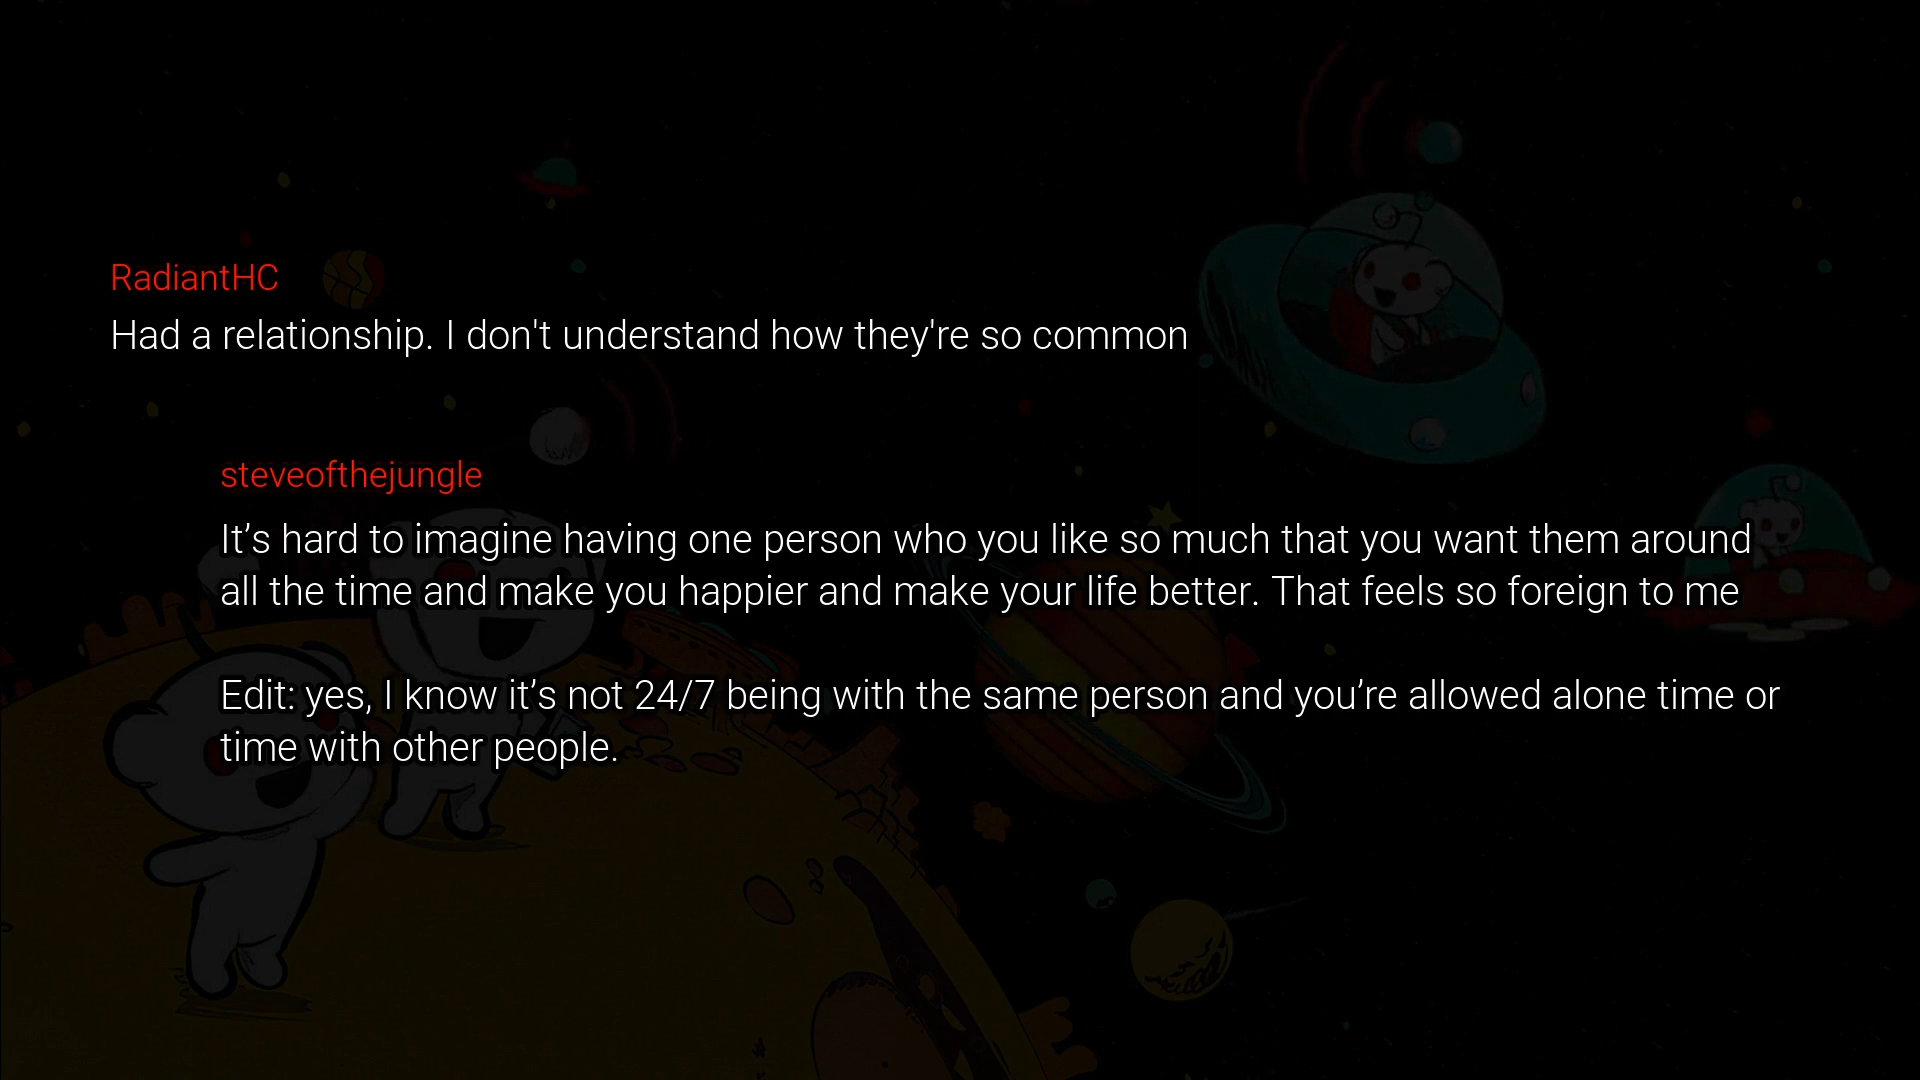 RadiantHC
Had a relationship. I don't understand how they're so common
steveofthejungle
It’s hard to imagine having one person who you like so much that you want them around
all the time and make you happier and make your life better. That feels so foreign to me
Edit: yes, I know it’s not 24/7 being with the same person and you’re allowed alone time or
time with other people.